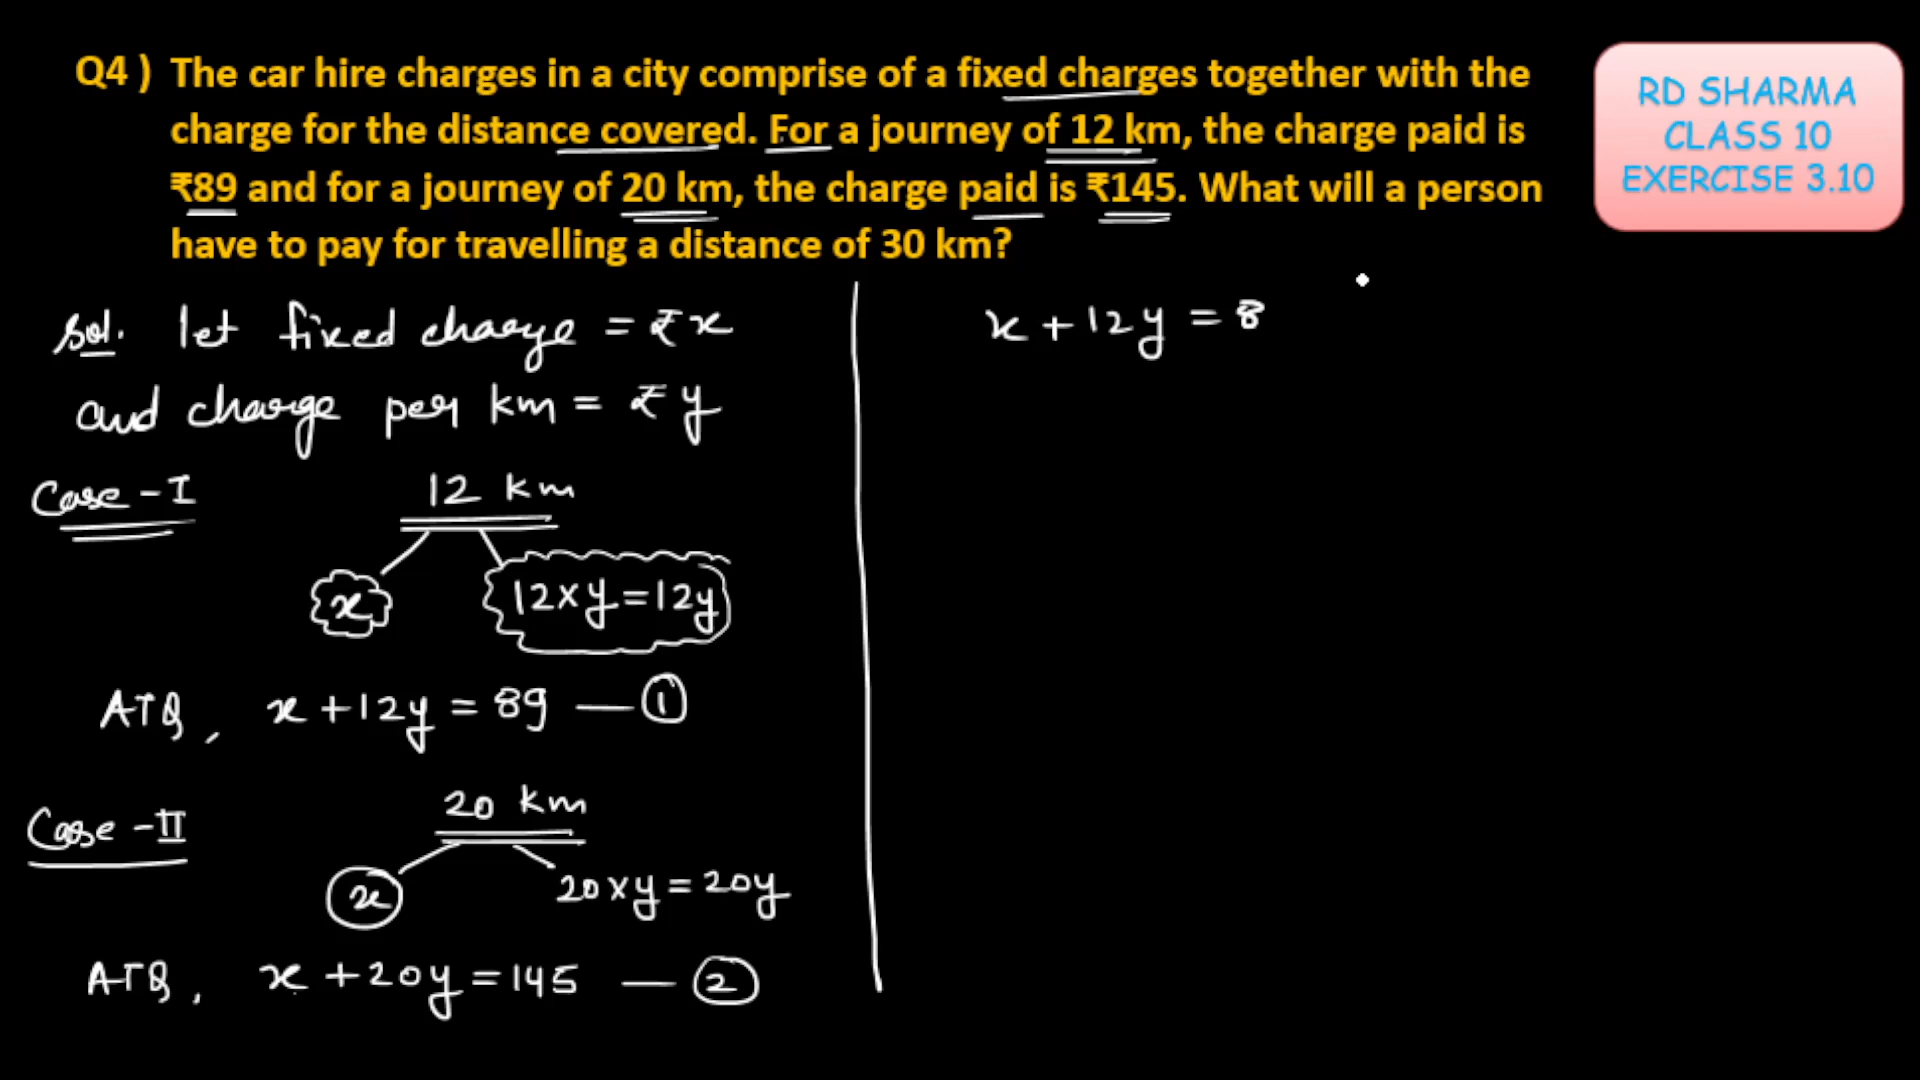 Q4 ) The car hire charges in a city comprise of a fixed charges together with the
charge for the distance covered. For a journey of 12 km, the charge paid is
₹89 and for a journey of 20 km, the charge paid is ₹145. What will a person
have to pay for travelling a distance of 30 km?
RD SHARMA
CLASS 10
EXERCISE 3.10
Sol. let fixed charge = ₹ x
and charge per km = ₹ y
Case - I
12 km
x
12 × y = 12y
ATQ, x + 12y = 89 — ①
Case - II
20 km
x
20 × y = 20y
ATQ, x + 20y = 145 — ②
x + 12y = 8